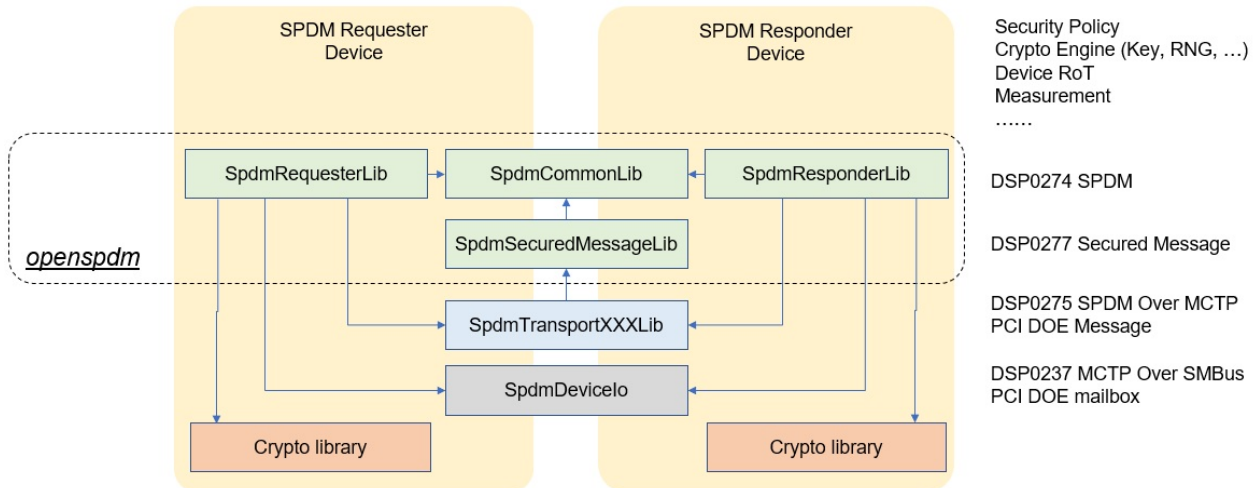 SPDM Requester
Device
SPDM Responder
Device
Security Policy
Crypto Engine (Key, RNG, …)
Device RoT
Measurement
……
SpdmRequesterLib
SpdmCommonLib
SpdmResponderLib
DSP0274 SPDM
SpdmSecuredMessageLib
DSP0277 Secured Message
openspdm
SpdmTransportXXXLib
DSP0275 SPDM Over MCTP
PCI DOE Message
SpdmDeviceIo
DSP0237 MCTP Over SMBus
PCI DOE mailbox
Crypto library
Crypto library